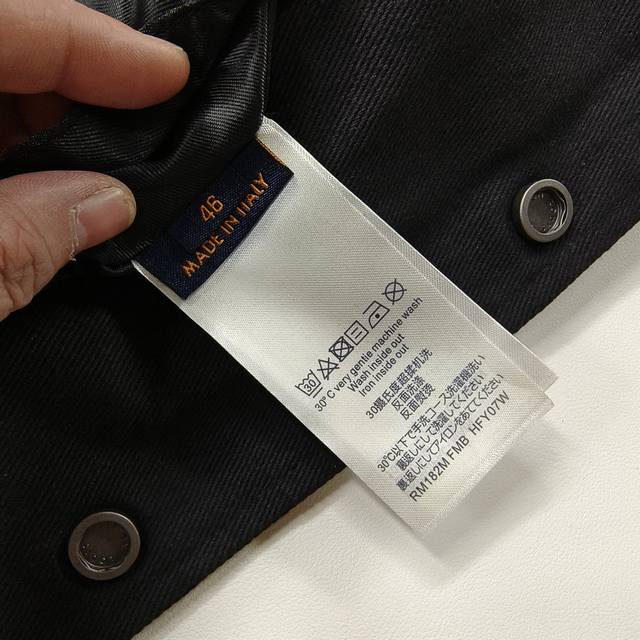 46
MADE IN ITALY
30°C very gentle machine wash
Wash inside out
Iron inside out
30摄氏度超柔机洗
反面洗涤
反面熨烫
30℃以下で手洗コース洗濯機洗い
裏返しにして洗濯してください
裏返しにしてアイロンをあててください
RM182M FMB HFY07W